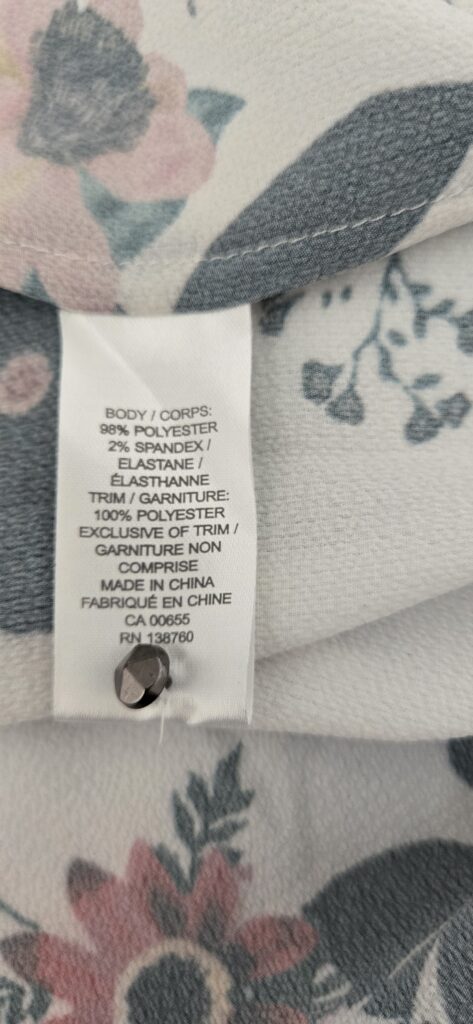 BODY / CORPS:
98% POLYESTER
2% SPANDEX /
ELASTANE /
ÉLASTHANNE
TRIM / GARNITURE:
100% POLYESTER
EXCLUSIVE OF TRIM /
GARNITURE NON
COMPRISE
MADE IN CHINA
FABRIQUÉ EN CHINE
CA 00655
RN 138760